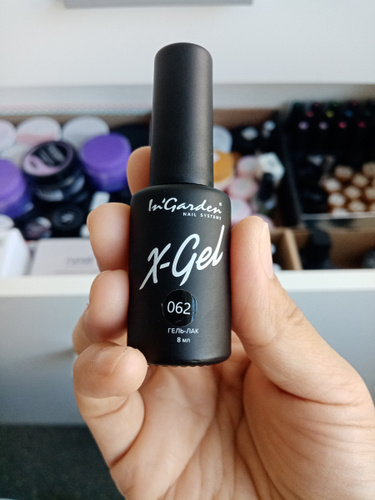 In'Garden
NAIL SYSTEMS
X-Gel
062
ГЕЛЬ-ЛАК
8 мл